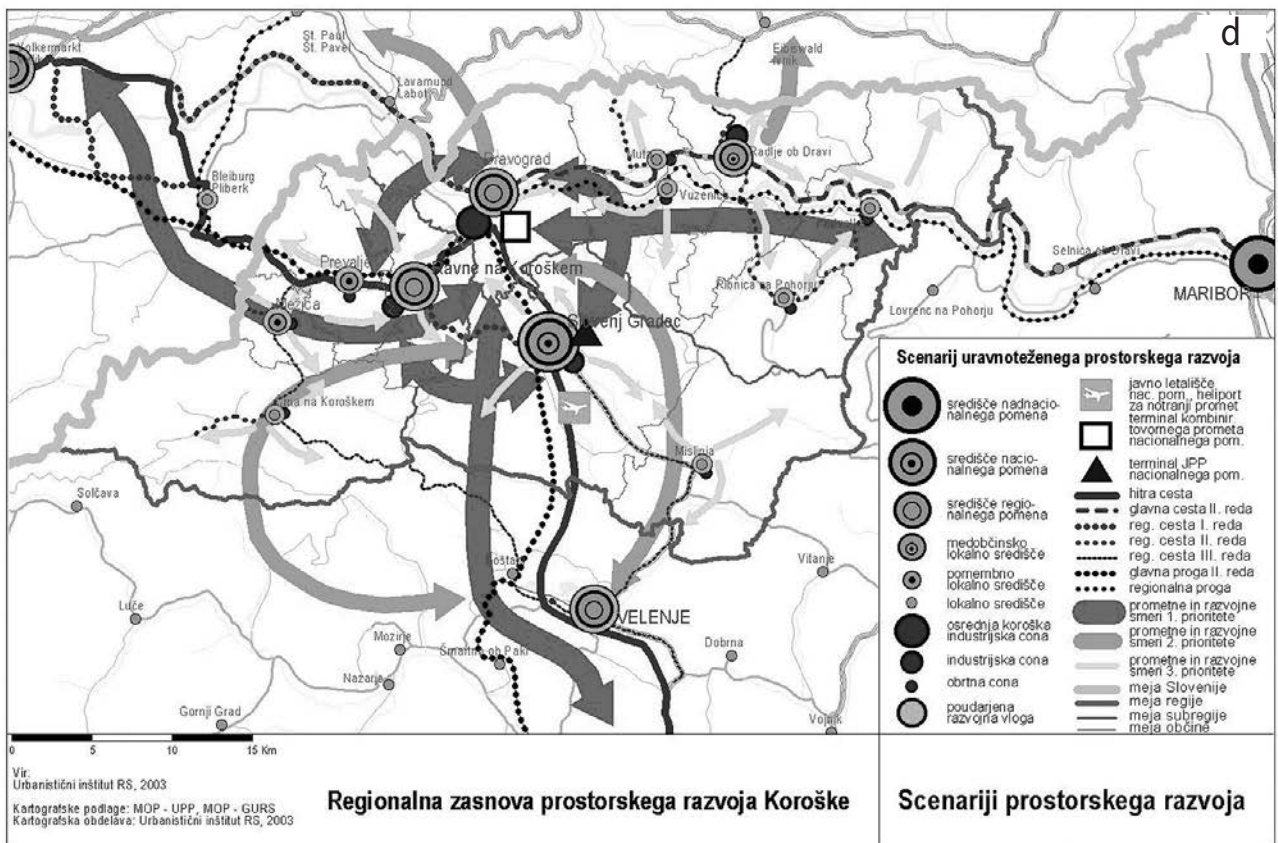 d
Völkermarkt
St. Paul
Št. Pavel
Lavamund
Labot
Eibiswald
Ivnik
Bleiburg
Pliberk
Dravograd
Muta
Radlje ob Dravi
Vuzenica
Prevalje
Ravne na Koroškem
Mežica
Ribnica na Pohorju
Selnica ob Dravi
MARIBOR
Lovrenc na Pohorju
Slovenj Gradec
Črna na Koroškem
Mislinja
Solčava
Šoštanj
Vitanje
Luče
VELENJE
Mozirje
Šmartno ob Paki
Dobrna
Nazarje
Gornji Grad
Vojnik
Scenarij uravnoteženega prostorskega razvoja
središče nadnacio-
nalnega pomena
središče nacio-
nalnega pomena
središče regio-
nalnega pomena
medobčinsko
lokalno središče
pomembno
lokalno središče
lokalno središče
osrednja koroška
industrijska cona
industrijska cona
obrtna cona
poudarjena
razvojna vloga
javno letališče
nac. pom., heliport
za notranji promet
terminal kombinir.
tovornega prometa
nacionalnega pom.
terminal JPP
nacionalnega pom.
hitra cesta
glavna cesta II. reda
reg. cesta I. reda
reg. cesta II. reda
reg. cesta III. reda
glavna proga II. reda
regionalna proga
prometne in razvojne
smeri 1. prioritete
prometne in razvojne
smeri 2. prioritete
prometne in razvojne
smeri 3. prioritete
meja Slovenije
meja regije
meja subregije
meja občine
0 5 10 15 Km
Vir:
Urbanistični inštitut RS, 2003
Kartografske podlage: MOP - UPP, MOP - GURS
Kartografska obdelava: Urbanistični inštitut RS, 2003
Regionalna zasnova prostorskega razvoja Koroške
Scenariji prostorskega razvoja